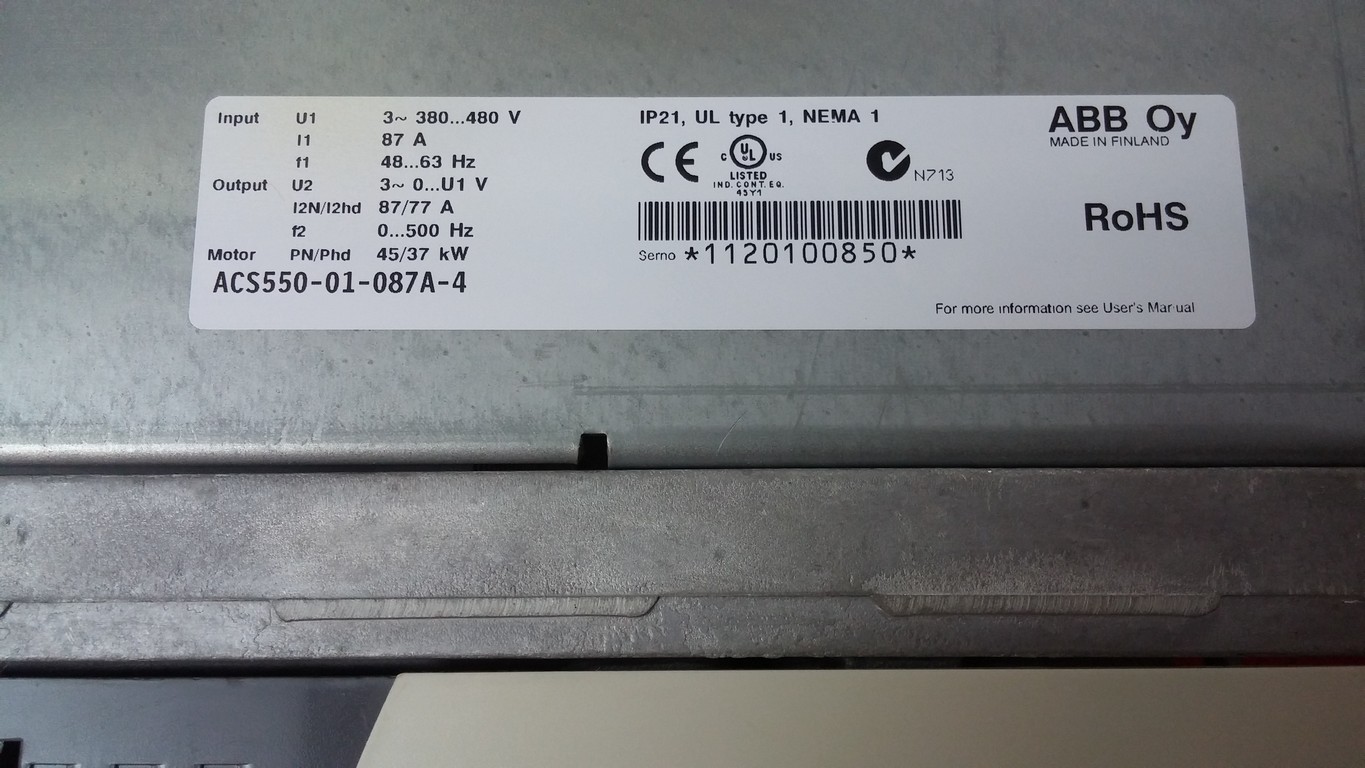 Input U1 3~ 380...480 V
I1 87 A
f1 48...63 Hz
Output U2 3~ 0...U1 V
I2N/I2hd 87/77 A
f2 0...500 Hz
Motor PN/Phd 45/37 kW
ACS550-01-087A-4
IP21, UL type 1, NEMA 1
CE
C UL US
LISTED
IND. CONT. EQ.
45Y1
N713
Serno *1120100850*
ABB Oy
MADE IN FINLAND
RoHS
For more information see User's Manual